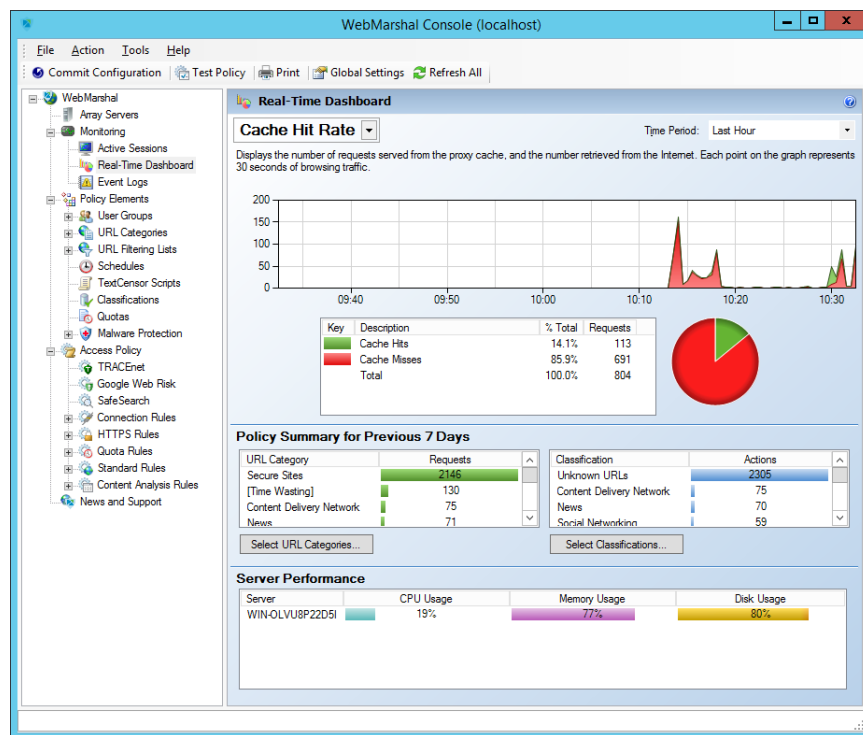 WebMarshal Console (localhost)
File Action Tools Help
Commit Configuration Test Policy Print Global Settings Refresh All
WebMarshal
Array Servers
Monitoring
Active Sessions
Real-Time Dashboard
Event Logs
Policy Elements
User Groups
URL Categories
URL Filtering Lists
Schedules
TextCensor Scripts
Classifications
Quotas
Malware Protection
Access Policy
TRACEnet
Google Web Risk
SafeSearch
Connection Rules
HTTPS Rules
Quota Rules
Standard Rules
Content Analysis Rules
News and Support
Real-Time Dashboard
Cache Hit Rate
Time Period: Last Hour
Displays the number of requests served from the proxy cache, and the number retrieved from the Internet. Each point on the graph represents
30 seconds of browsing traffic.
200
150
100
50
0
09:40 09:50 10:00 10:10 10:20 10:30
Key Description % Total Requests
Cache Hits 14.1% 113
Cache Misses 85.9% 691
Total 100.0% 804
Policy Summary for Previous 7 Days
URL Category Requests
Secure Sites 2146
[Time Wasting] 130
Content Delivery Network 75
News 71
Select URL Categories...
Classification Actions
Unknown URLs 2305
Content Delivery Network 75
News 70
Social Networking 59
Select Classifications...
Server Performance
Server CPU Usage Memory Usage Disk Usage
WIN-OLVU8P22D5I 19% 77% 80%